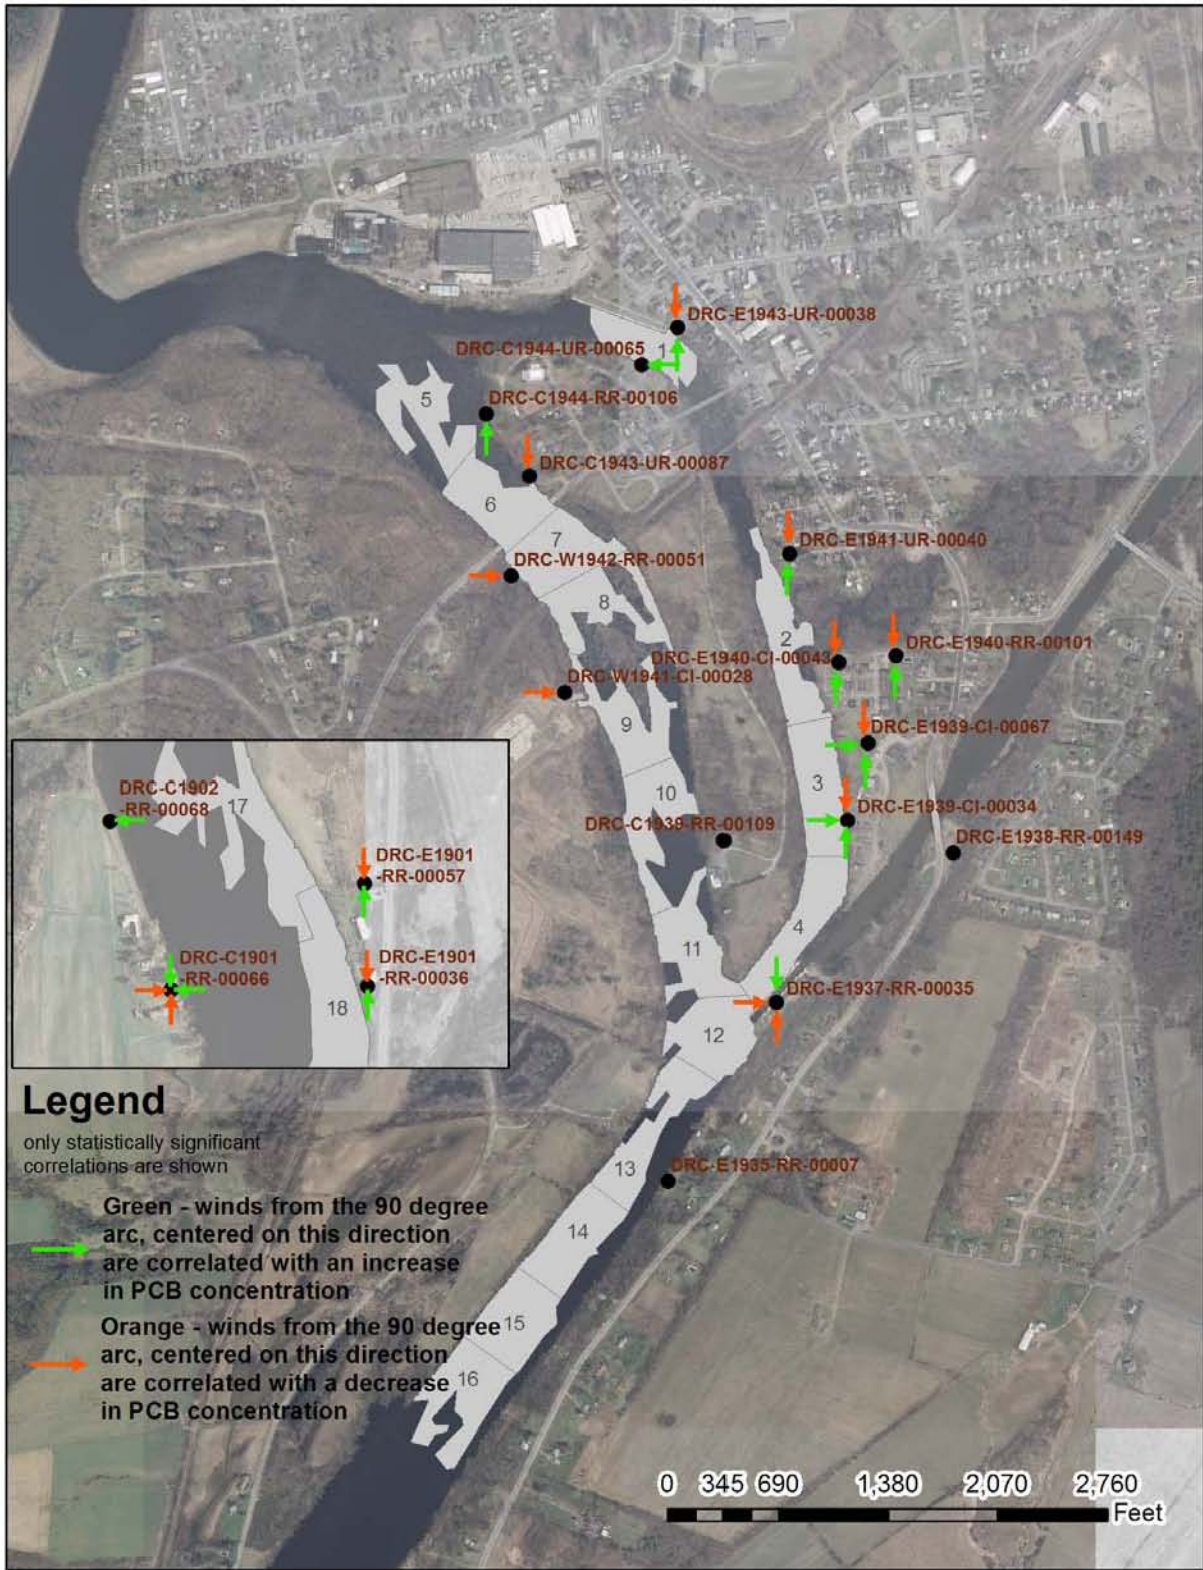 DRC-E1943-UR-00038
DRC-C1944-UR-00065
1
5
DRC-C1944-RR-00106
DRC-C1943-UR-00087
6
7
DRC-W1942-RR-00051
DRC-E1941-UR-00040
8
2
DRC-E1940-CI-00043
DRC-E1940-RR-00101
DRC-W1941-CI-00028
9
DRC-E1939-CI-00067
3
10
DRC-E1939-CI-00034
DRC-C1939-RR-00109
DRC-E1938-RR-00149
4
11
DRC-E1937-RR-00035
12
DRC-E1935-RR-00007
13
14
15
16
DRC-C1902
-RR-00068
17
DRC-E1901
-RR-00057
DRC-C1901
-RR-00066
DRC-E1901
-RR-00036
18
Legend
only statistically significant
correlations are shown
Green - winds from the 90 degree
arc, centered on this direction
are correlated with an increase
in PCB concentration
Orange - winds from the 90 degree
arc, centered on this direction
are correlated with a decrease
in PCB concentration
0 345 690 1,380 2,070 2,760
Feet